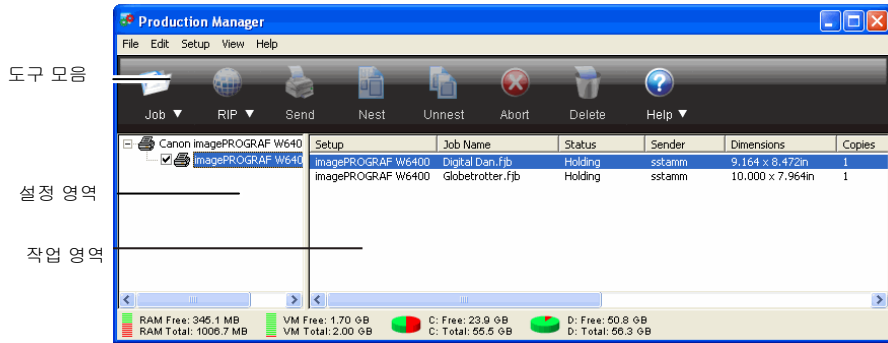 Production Manager
File Edit Setup View Help
도구 모음
Job ▼ RIP ▼ Send Nest Unnest Abort Delete Help ▼
Canon imagePROGRAF W640
imagePROGRAF W640
Setup Job Name Status Sender Dimensions Copies
imagePROGRAF W6400 Digital Dan.fjb Holding sstamm 9.164 x 8.472in 1
imagePROGRAF W6400 Globetrotter.fjb Holding sstamm 10.000 x 7.964in 1
설정 영역
작업 영역
RAM Free: 345.1 MB VM Free: 1.70 GB C: Free: 23.9 GB D: Free: 50.8 GB
RAM Total: 1006.7 MB VM Total: 2.00 GB C: Total: 55.5 GB D: Total: 56.3 GB